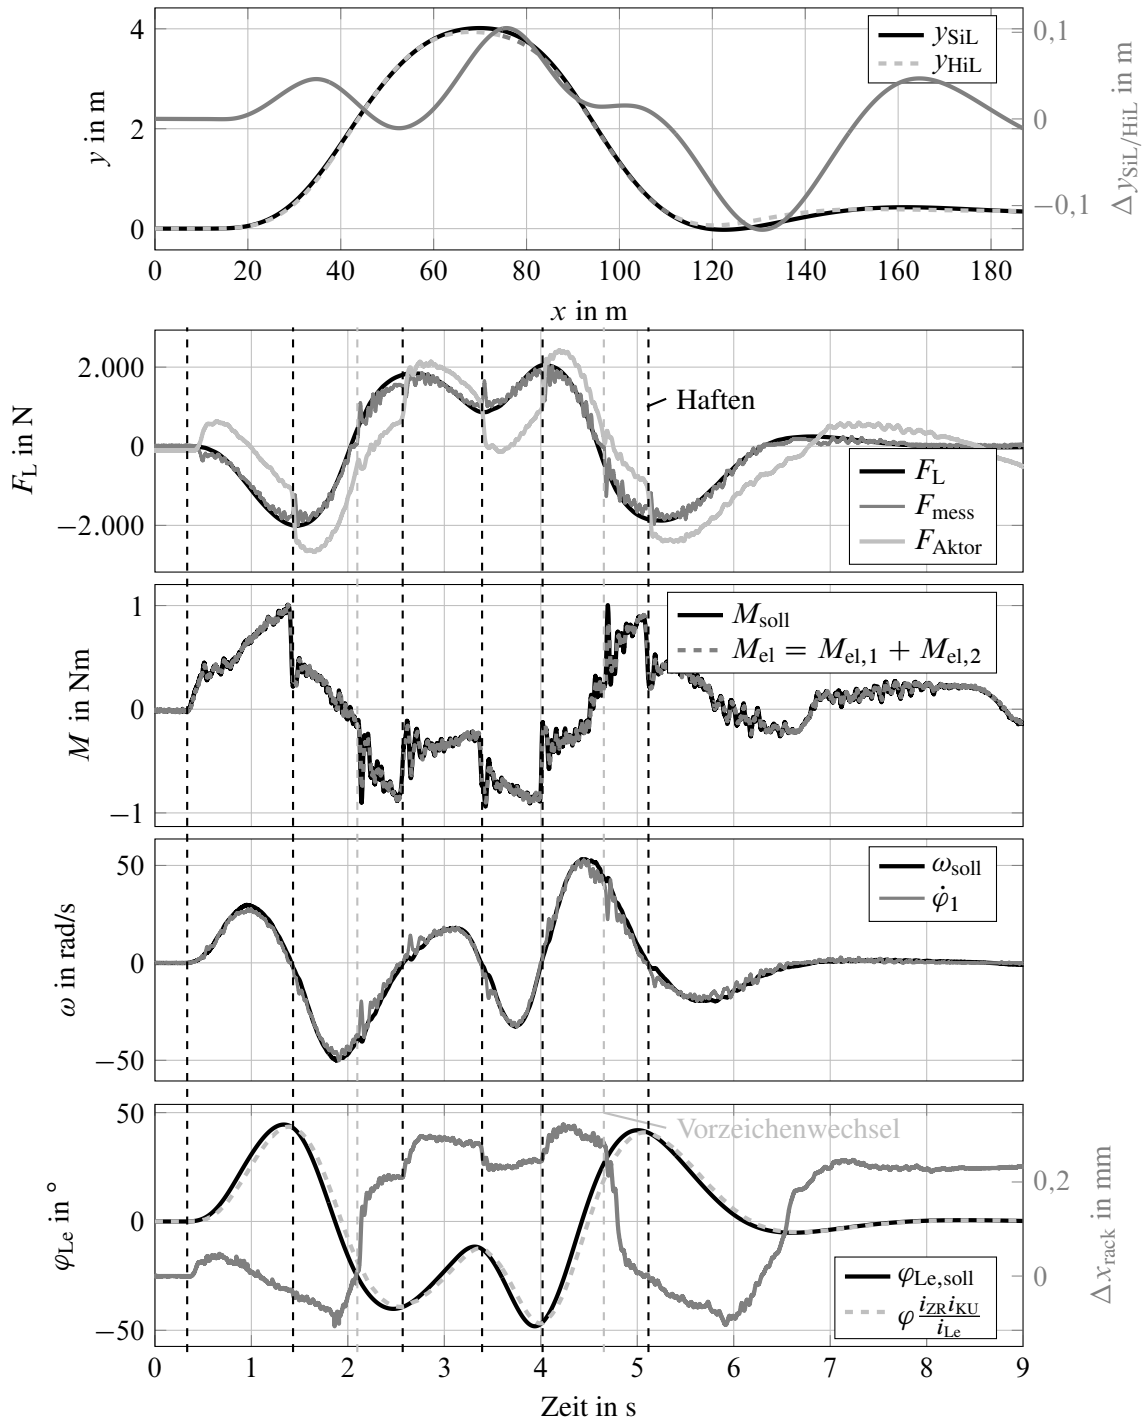 4
2
0
y in m
y_SiL
y_HiL
0,1
0
−0,1
Δy_SiL/HiL in m
0 20 40 60 80 100 120 140 160 180
x in m
2.000
0
−2.000
F_L in N
Haften
F_L
F_mess
F_Aktor
1
0
−1
M in Nm
M_soll
M_el = M_el,1 + M_el,2
50
0
−50
ω in rad/s
ω_soll
φ̇_1
50
0
−50
φ_Le in °
Vorzeichenwechsel
0,2
0
Δx_rack in mm
φ_Le,soll
φ i_ZR i_KU / i_Le
0 1 2 3 4 5 6 7 8 9
Zeit in s